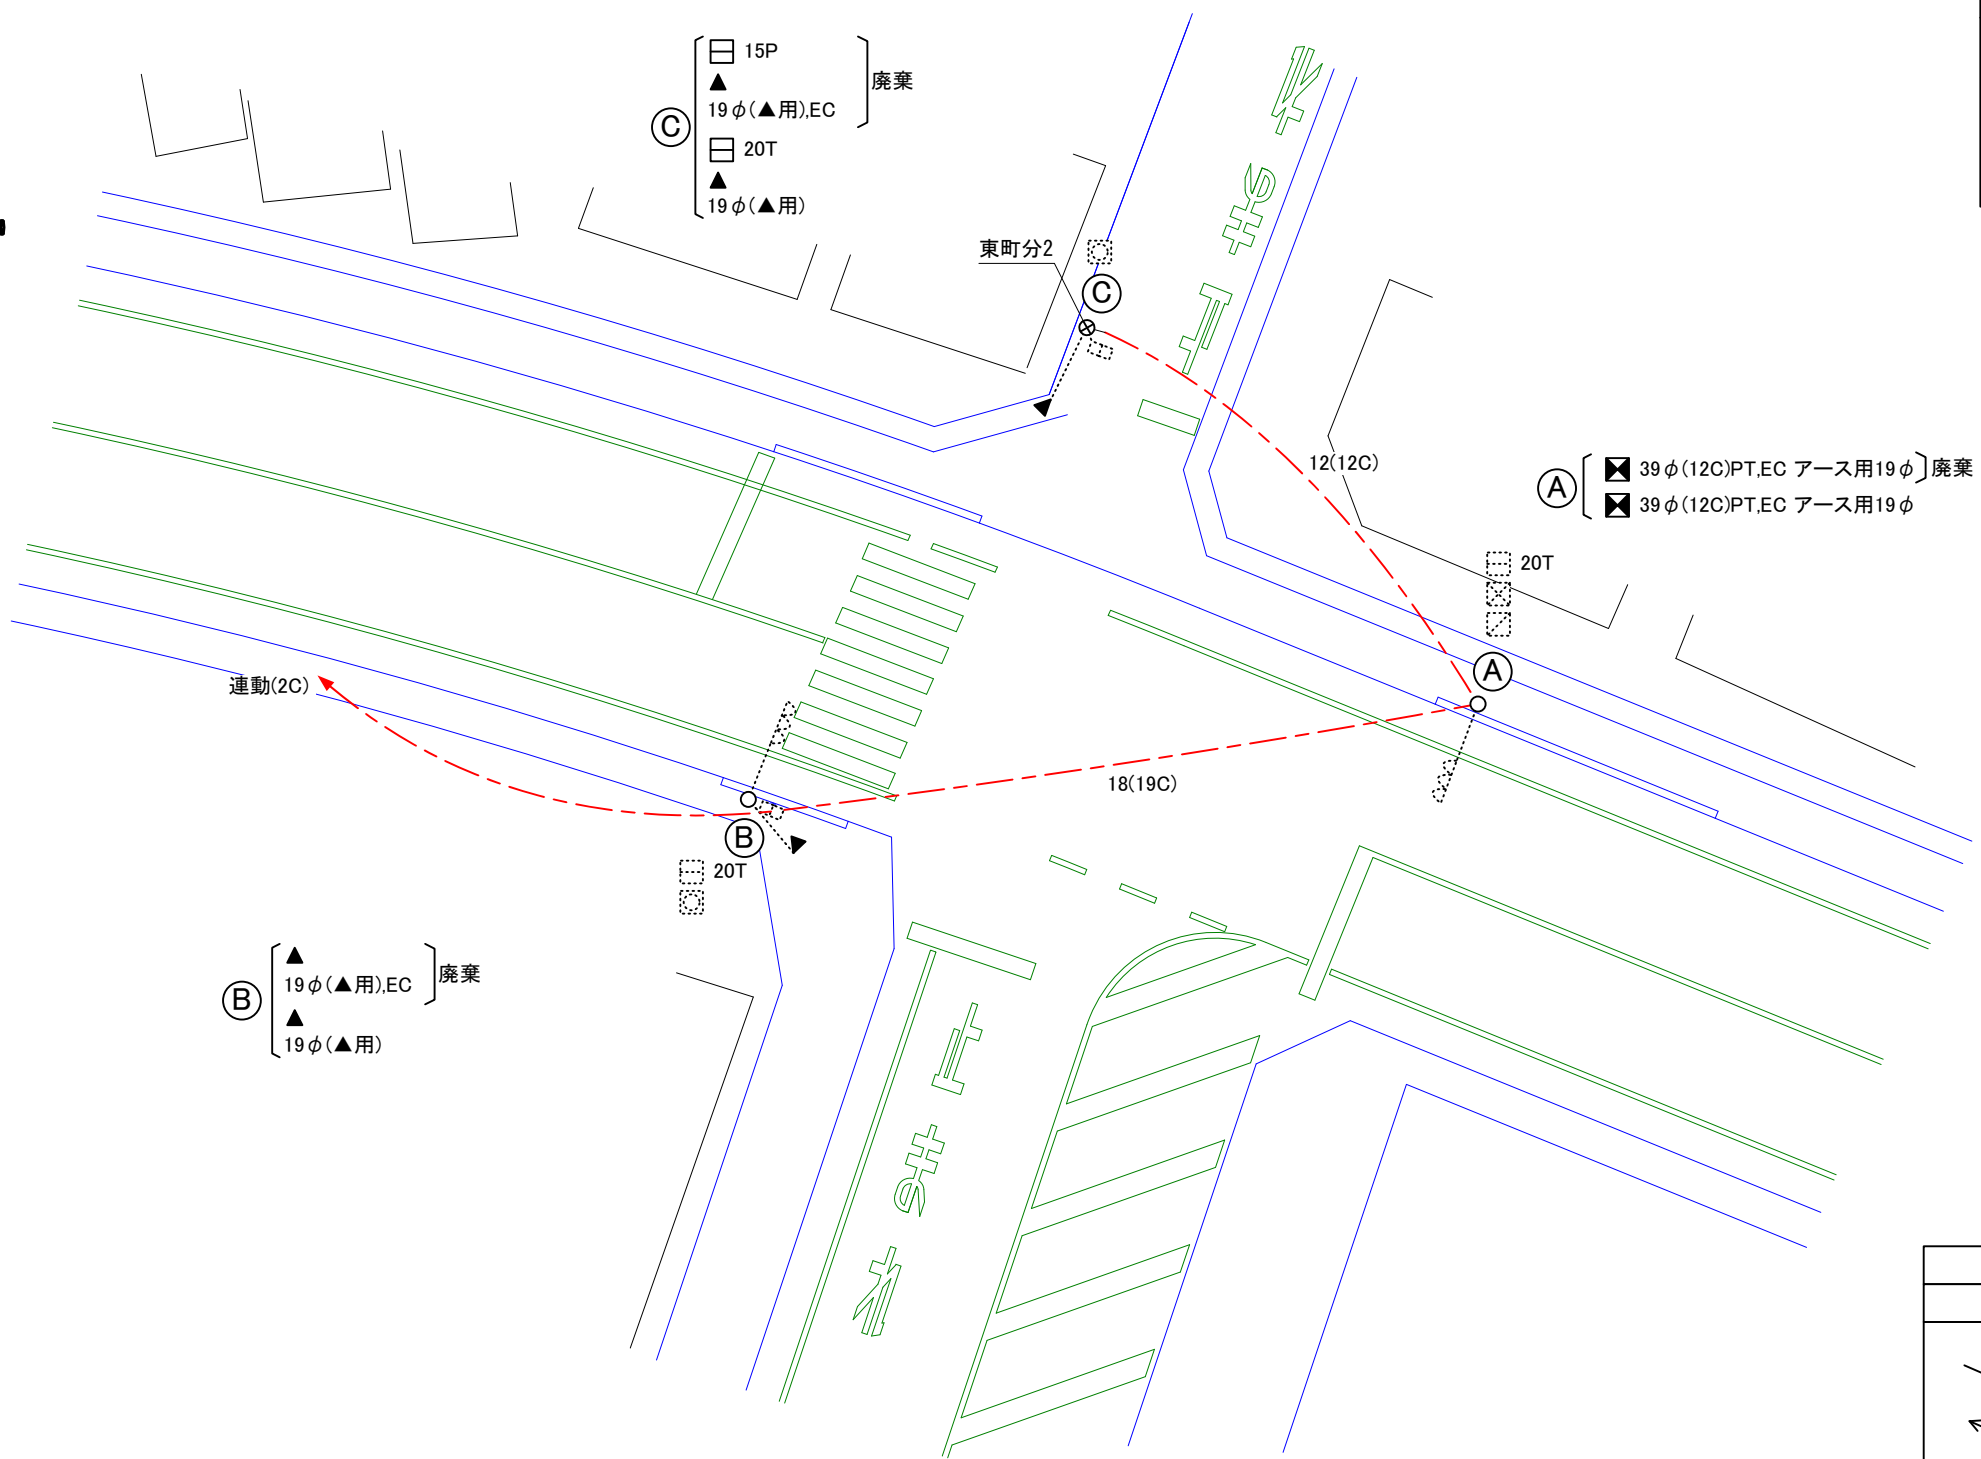 15P
▲
19φ(▲用),EC
廃棄
Ⓒ
20T
▲
19φ(▲用)
東町分2
Ⓒ
12(12C)
Ⓐ
39φ(12C)PT,EC アース用19φ
廃棄
39φ(12C)PT,EC アース用19φ
20T
Ⓐ
連動(2C)
18(19C)
Ⓑ
20T
Ⓑ
▲
19φ(▲用),EC
廃棄
▲
19φ(▲用)
止まれ
止まれ